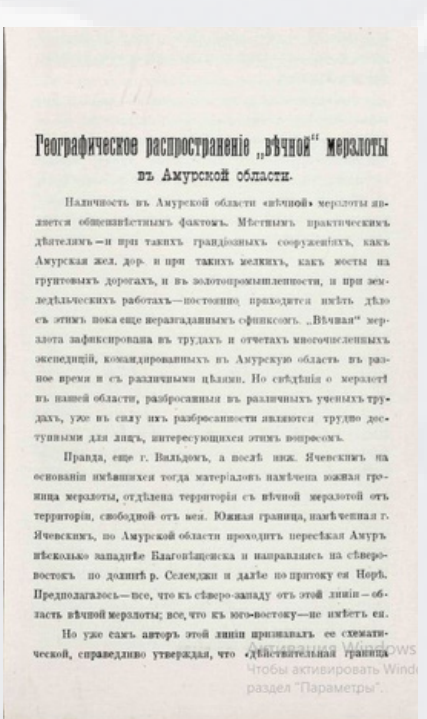 Географическое распространеніе „вѣчной“ мерзлоты
въ Амурской области.
Наличность въ Амурской области «вѣчной» мерзлоты яв-
ляется общеизвѣстнымъ фактомъ. Мѣстнымъ практическимъ
дѣятелямъ—и при такихъ грандіозныхъ сооруженіяхъ, какъ
Амурская жел. дор. и при такихъ мелкихъ, какъ мосты на
грунтовыхъ дорогахъ, и въ золотопромышленности, и при зем-
ледѣльческихъ работахъ—постоянно приходится имѣть дѣло
съ этимъ пока еще неразгаданнымъ сфинксомъ. „Вѣчная“ мер-
злота зафиксирована въ трудахъ и отчетахъ многочисленныхъ
экспедицій, командированныхъ въ Амурскую область въ раз-
ное время и съ различными цѣлями. Но свѣдѣнія о мерзлотѣ
въ нашей области, разбросанныя въ различныхъ ученыхъ тру-
дахъ, уже въ силу ихъ разбросанности являются трудно дос-
тупными для лицъ, интересующихся этимъ вопросомъ.
Правда, еще г. Вильдомъ, а послѣ инж. Ячевскимъ на
основаніи имѣвшихся тогда матеріаловъ намѣчена южная гра-
ница мерзлоты, отдѣлена территорія съ вѣчной мерзлотой отъ
территоріи, свободной отъ нея. Южная граница, намѣченная г.
Ячевскимъ, по Амурской области проходитъ пересѣкая Амуръ
нѣсколько западнѣе Благовѣщенска и направляясь на сѣверо-
востокъ по долинѣ р. Селемджи и далѣе по притоку ея Норѣ.
Предполагалось—все, что къ сѣверо-западу отъ этой линіи—об-
ласть вѣчной мерзлоты; все, что къ юго-востоку—не имѣетъ ея.
Но уже самъ авторъ этой линіи признавалъ ее схемати-
ческой, справедливо утверждая, что «дѣйствительная граница
Активация Windows
Чтобы активировать Wind
раздел "Параметры".